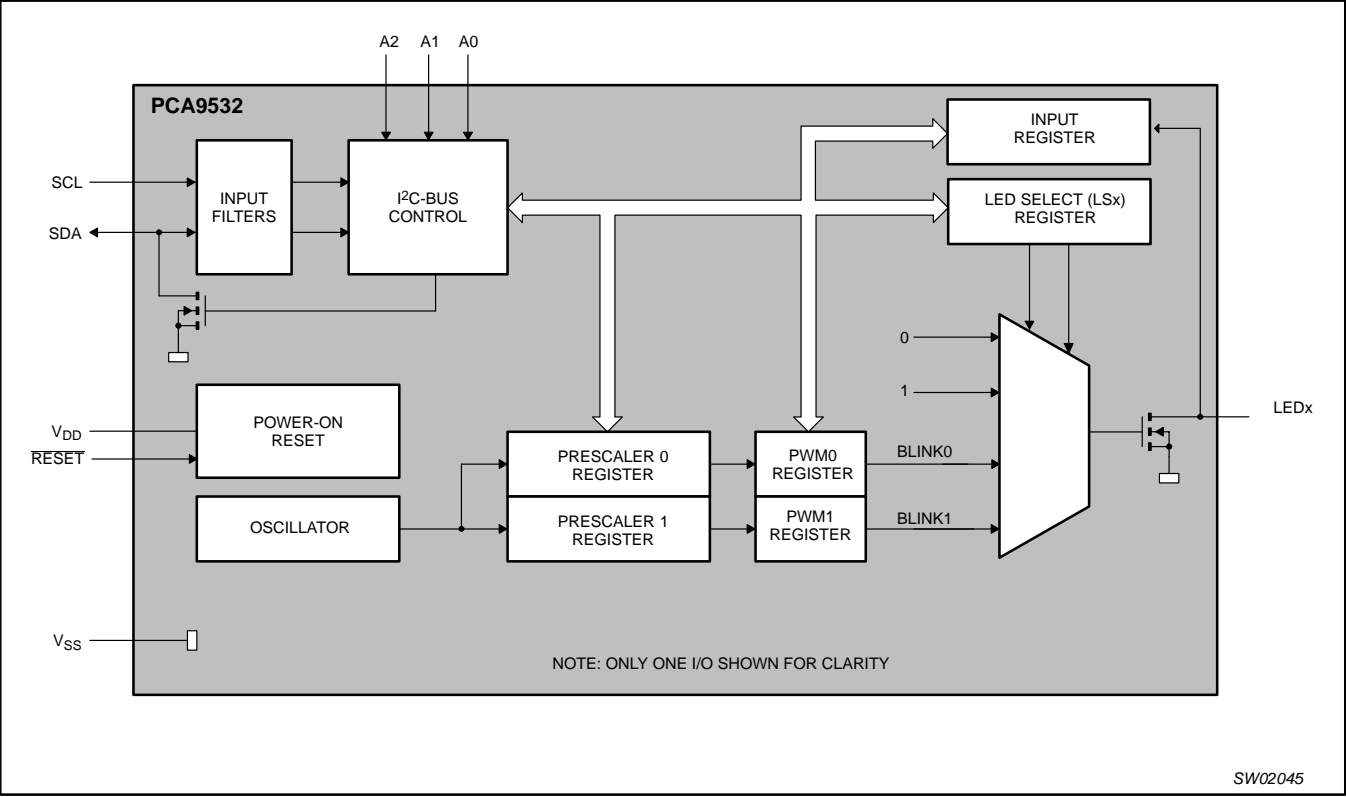 A2 A1 A0
PCA9532
INPUT
REGISTER
SCL
INPUT
FILTERS
I2C-BUS
CONTROL
LED SELECT (LSx)
REGISTER
SDA
0
1
LEDx
POWER-ON
RESET
VDD
RESET
PRESCALER 0
REGISTER
PWM0
REGISTER
BLINK0
OSCILLATOR
PRESCALER 1
REGISTER
PWM1
REGISTER
BLINK1
VSS
NOTE: ONLY ONE I/O SHOWN FOR CLARITY
SW02045